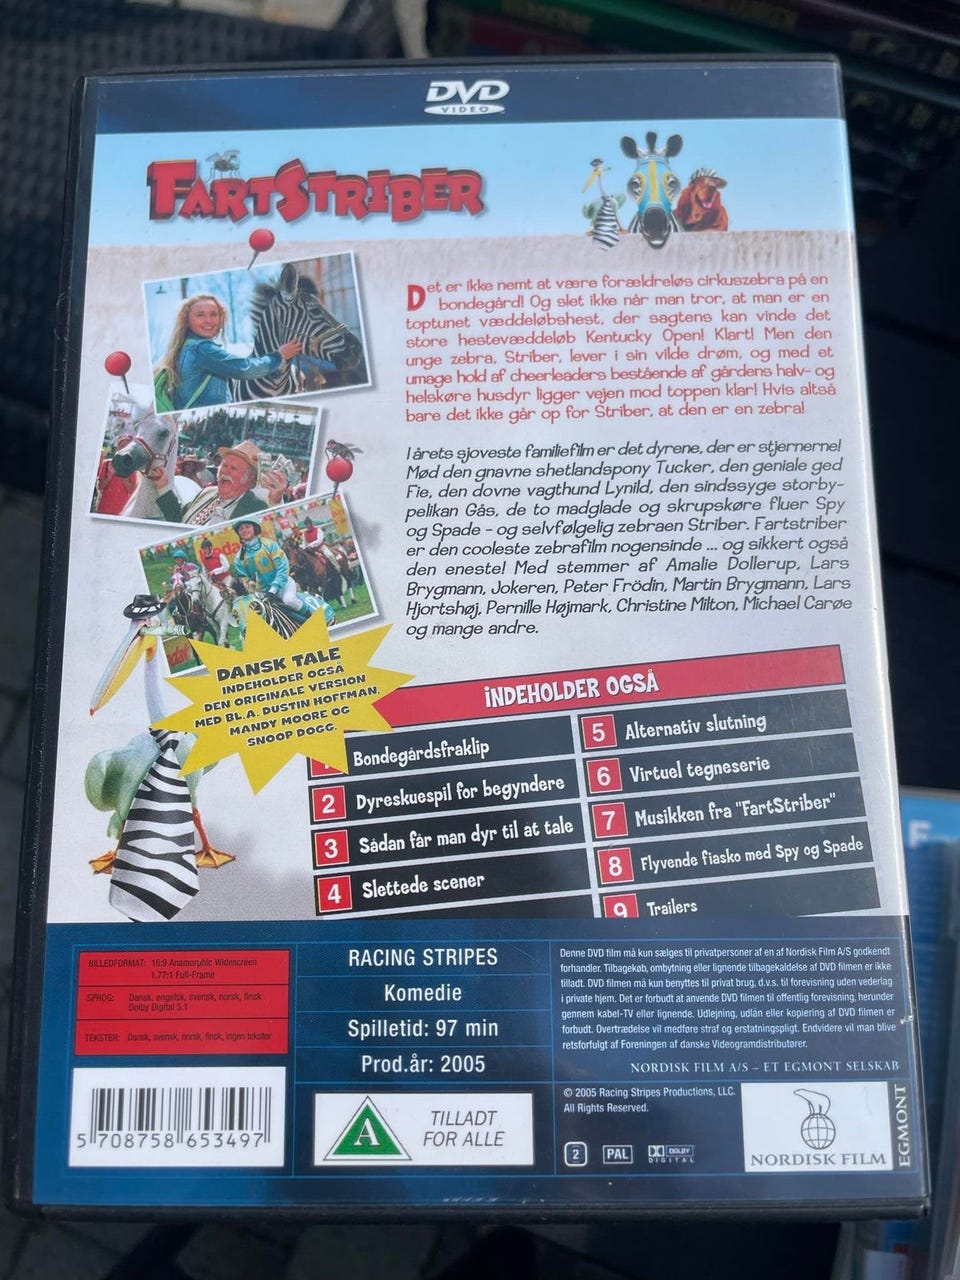 DVD
VIDEO
FARTSTRIBER
Det er ikke nemt at være forældreløs cirkuszebra på en
bondegård! Og slet ikke når man tror, at man er en
toptunet væddeløbshest, der sagtens kan vinde det
store hestevæddeløb Kentucky Open! Klart! Men den
unge zebra, Striber, lever i sin vilde drøm, og med et
umage hold af cheerleaders bestående af gårdens halv- og
helskøre husdyr ligger vejen mod toppen klar! Hvis altså
bare det ikke går op for Striber, at den er en zebra!
I årets sjoveste familiefilm er det dyrene, der er stjernerne!
Mød den gnavne shetlandspony Tucker, den geniale ged
Fie, den dovne vagthund Lynild, den sindssyge storby-
pelikan Gås, de to madglade og skrupskøre fluer Spy
og Spade - og selvfølgelig zebraen Striber. Fartstriber
er den cooleste zebrafilm nogensinde ... og sikkert også
den eneste! Med stemmer af Amalie Dollerup, Lars
Brygmann, Jokeren, Peter Frödin, Martin Brygmann, Lars
Hjortshøj, Pernille Højmark, Christine Milton, Michael Carøe
og mange andre.
DANSK TALE
INDEHOLDER OGSÅ
DEN ORIGINALE VERSION
MED BL.A. DUSTIN HOFFMAN,
MANDY MOORE OG
SNOOP DOGG.
INDEHOLDER OGSÅ
1 Bondegårdsfraklip
2 Dyreskuespil for begyndere
3 Sådan får man dyr til at tale
4 Slettede scener
5 Alternativ slutning
6 Virtuel tegneserie
7 Musikken fra "FartStriber"
8 Flyvende fiasko med Spy og Spade
9 Trailers
BILLEDFORMAT: 16:9 Anamorphic Widescreen
1,77:1 Full-Frame
SPROG: Dansk, engelsk, svensk, norsk, finsk
Dolby Digital 5.1
TEKSTER: Dansk, svensk, norsk, finsk, ingen tekster
RACING STRIPES
Komedie
Spilletid: 97 min
Prod.år: 2005
Denne DVD film må kun sælges til privatpersoner af en af Nordisk Film A/S godkendt
forhandler. Tilbagekøb, ombytning eller lignende tilbagekaldelse af DVD filmen er ikke
tilladt. DVD filmen må kun benyttes til privat brug, d.v.s. til forevisning uden vederlag
i private hjem. Det er forbudt at anvende DVD filmen til offentlig forevisning, herunder
gennem kabel-TV eller lignende. Udlejning, udlån eller kopiering af DVD filmen er
forbudt. Overtrædelse vil medføre straf og erstatningspligt. Endvidere vil man blive
retsforfulgt af Foreningen af danske Videogramdistributører.
NORDISK FILM A/S – ET EGMONT SELSKAB
5 708758 653497
A
TILLADT
FOR ALLE
© 2005 Racing Stripes Productions, LLC.
All Rights Reserved.
2
PAL
DOLBY
DIGITAL
NORDISK FILM
EGMONT